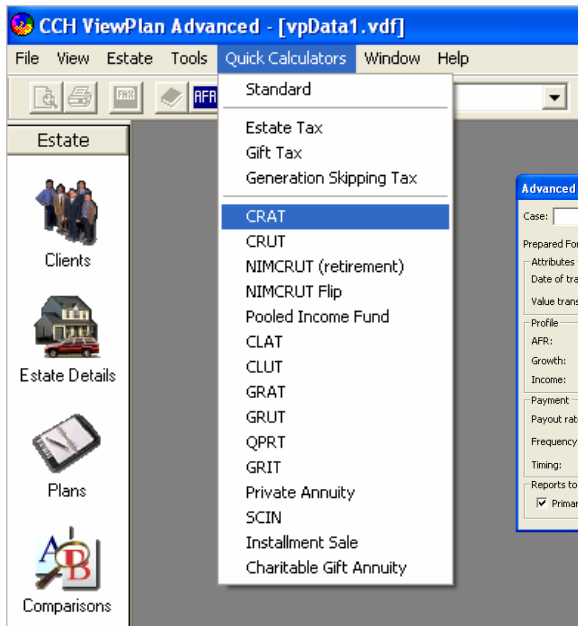 CCH ViewPlan Advanced - [vpData1.vdf]
File View Estate Tools Quick Calculators Window Help
FAX AFR
Standard
Estate
Estate Tax
Gift Tax
Generation Skipping Tax
CRAT
CRUT
NIMCRUT (retirement)
NIMCRUT Flip
Pooled Income Fund
CLAT
CLUT
GRAT
GRUT
QPRT
GRIT
Private Annuity
SCIN
Installment Sale
Charitable Gift Annuity
Clients
Estate Details
Plans
A B
Comparisons
Advanced
Case:
Prepared For
Attributes
Date of tra
Value trans
Profile
AFR:
Growth:
Income:
Payment
Payout rat
Frequency
Timing:
Reports to
Primar